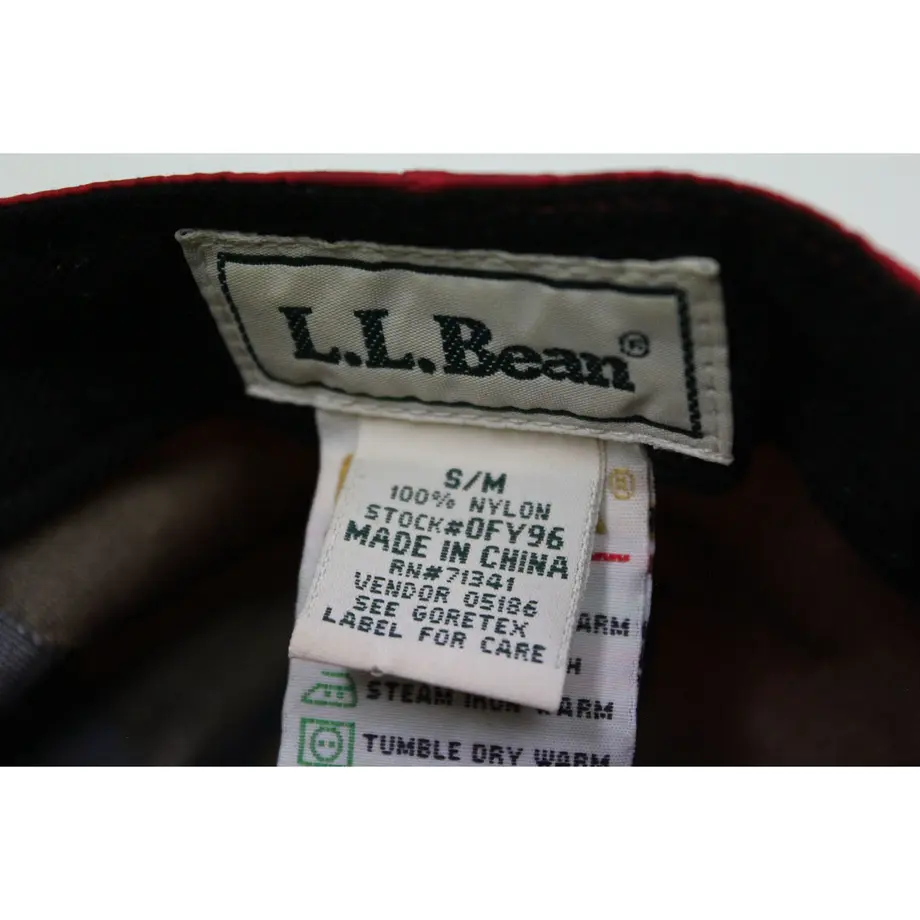 L.L.Bean®
S/M
100% NYLON
STOCK#0FY96
MADE IN CHINA
RN#71341
VENDOR 05186
SEE GORETEX
LABEL FOR CARE
ARM
H
STEAM IRON WARM
TUMBLE DRY WARM